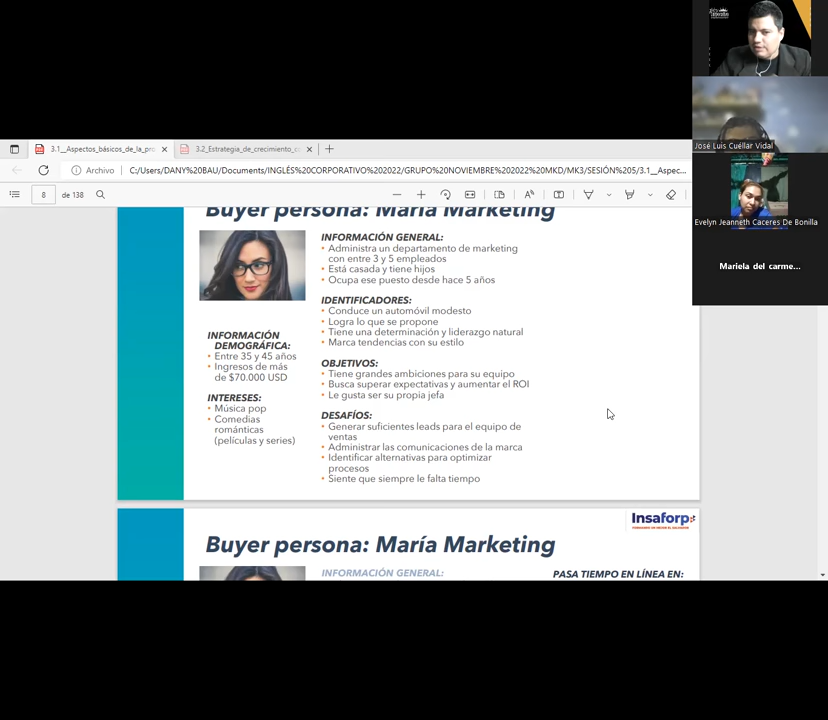 3.1__Aspectos_básicos_de_la_pro
3.2_Estrategia_de_crecimiento_c
Archivo
C:/Users/DANY%20BAU/Documents/INGLÉS%20CORPORATIVO%202022/GRUPO%20NOVIEMBRE%202022%20MKD/MK3/SESIÓN%205/3.1__Aspec...
8
de 138
Buyer persona: María Marketing
INFORMACIÓN GENERAL:
• Administra un departamento de marketing
con entre 3 y 5 empleados
• Está casada y tiene hijos
• Ocupa ese puesto desde hace 5 años
IDENTIFICADORES:
• Conduce un automóvil modesto
• Logra lo que se propone
• Tiene una determinación y liderazgo natural
• Marca tendencias con su estilo
INFORMACIÓN
DEMOGRÁFICA:
• Entre 35 y 45 años
• Ingresos de más
de $70.000 USD
INTERESES:
• Música pop
• Comedias
románticas
(películas y series)
OBJETIVOS:
• Tiene grandes ambiciones para su equipo
• Busca superar expectativas y aumentar el ROI
• Le gusta ser su propia jefa
DESAFÍOS:
• Generar suficientes leads para el equipo de
ventas
• Administrar las comunicaciones de la marca
• Identificar alternativas para optimizar
procesos
• Siente que siempre le falta tiempo
Insaforp
Buyer persona: María Marketing
INFORMACIÓN GENERAL:
PASA TIEMPO EN LÍNEA EN:
José Luis Cuéllar Vidal
Evelyn Jeanneth Caceres De Bonilla
Mariela del carme...